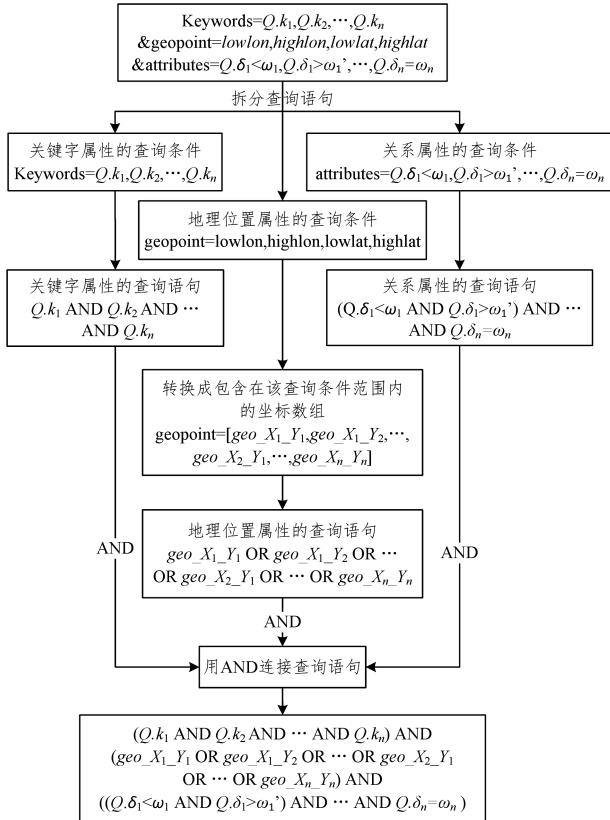 Keywords=Q.k₁,Q.k₂,⋯,Q.kₙ
&geopoint=lowlon,highlon,lowlat,highlat
&attributes=Q.δ₁<ω₁,Q.δ₁>ω₁’,⋯,Q.δₙ=ωₙ
拆分查询语句
关键字属性的查询条件
Keywords=Q.k₁,Q.k₂,⋯,Q.kₙ
关系属性的查询条件
attributes=Q.δ₁<ω₁,Q.δ₁>ω₁’,⋯,Q.δₙ=ωₙ
地理位置属性的查询条件
geopoint=lowlon,highlon,lowlat,highlat
关键字属性的查询语句
Q.k₁ AND Q.k₂ AND ⋯
AND Q.kₙ
关系属性的查询语句
(Q.δ₁<ω₁ AND Q.δ₁>ω₁’) AND ⋯
AND Q.δₙ=ωₙ
转换成包含在该查询条件范围内
的坐标数组
geopoint=[geo_X₁_Y₁,geo_X₁_Y₂,⋯,
geo_X₂_Y₁,⋯,geo_Xₙ_Yₙ]
地理位置属性的查询语句
geo_X₁_Y₁ OR geo_X₁_Y₂ OR ⋯
OR geo_X₂_Y₁ OR ⋯ OR geo_Xₙ_Yₙ
AND
AND
AND
用AND连接查询语句
(Q.k₁ AND Q.k₂ AND ⋯ AND Q.kₙ) AND
(geo_X₁_Y₁ OR geo_X₁_Y₂ OR ⋯ OR geo_X₂_Y₁
OR ⋯ OR geo_Xₙ_Yₙ) AND
((Q.δ₁<ω₁ AND Q.δ₁>ω₁’) AND ⋯ AND Q.δₙ=ωₙ )